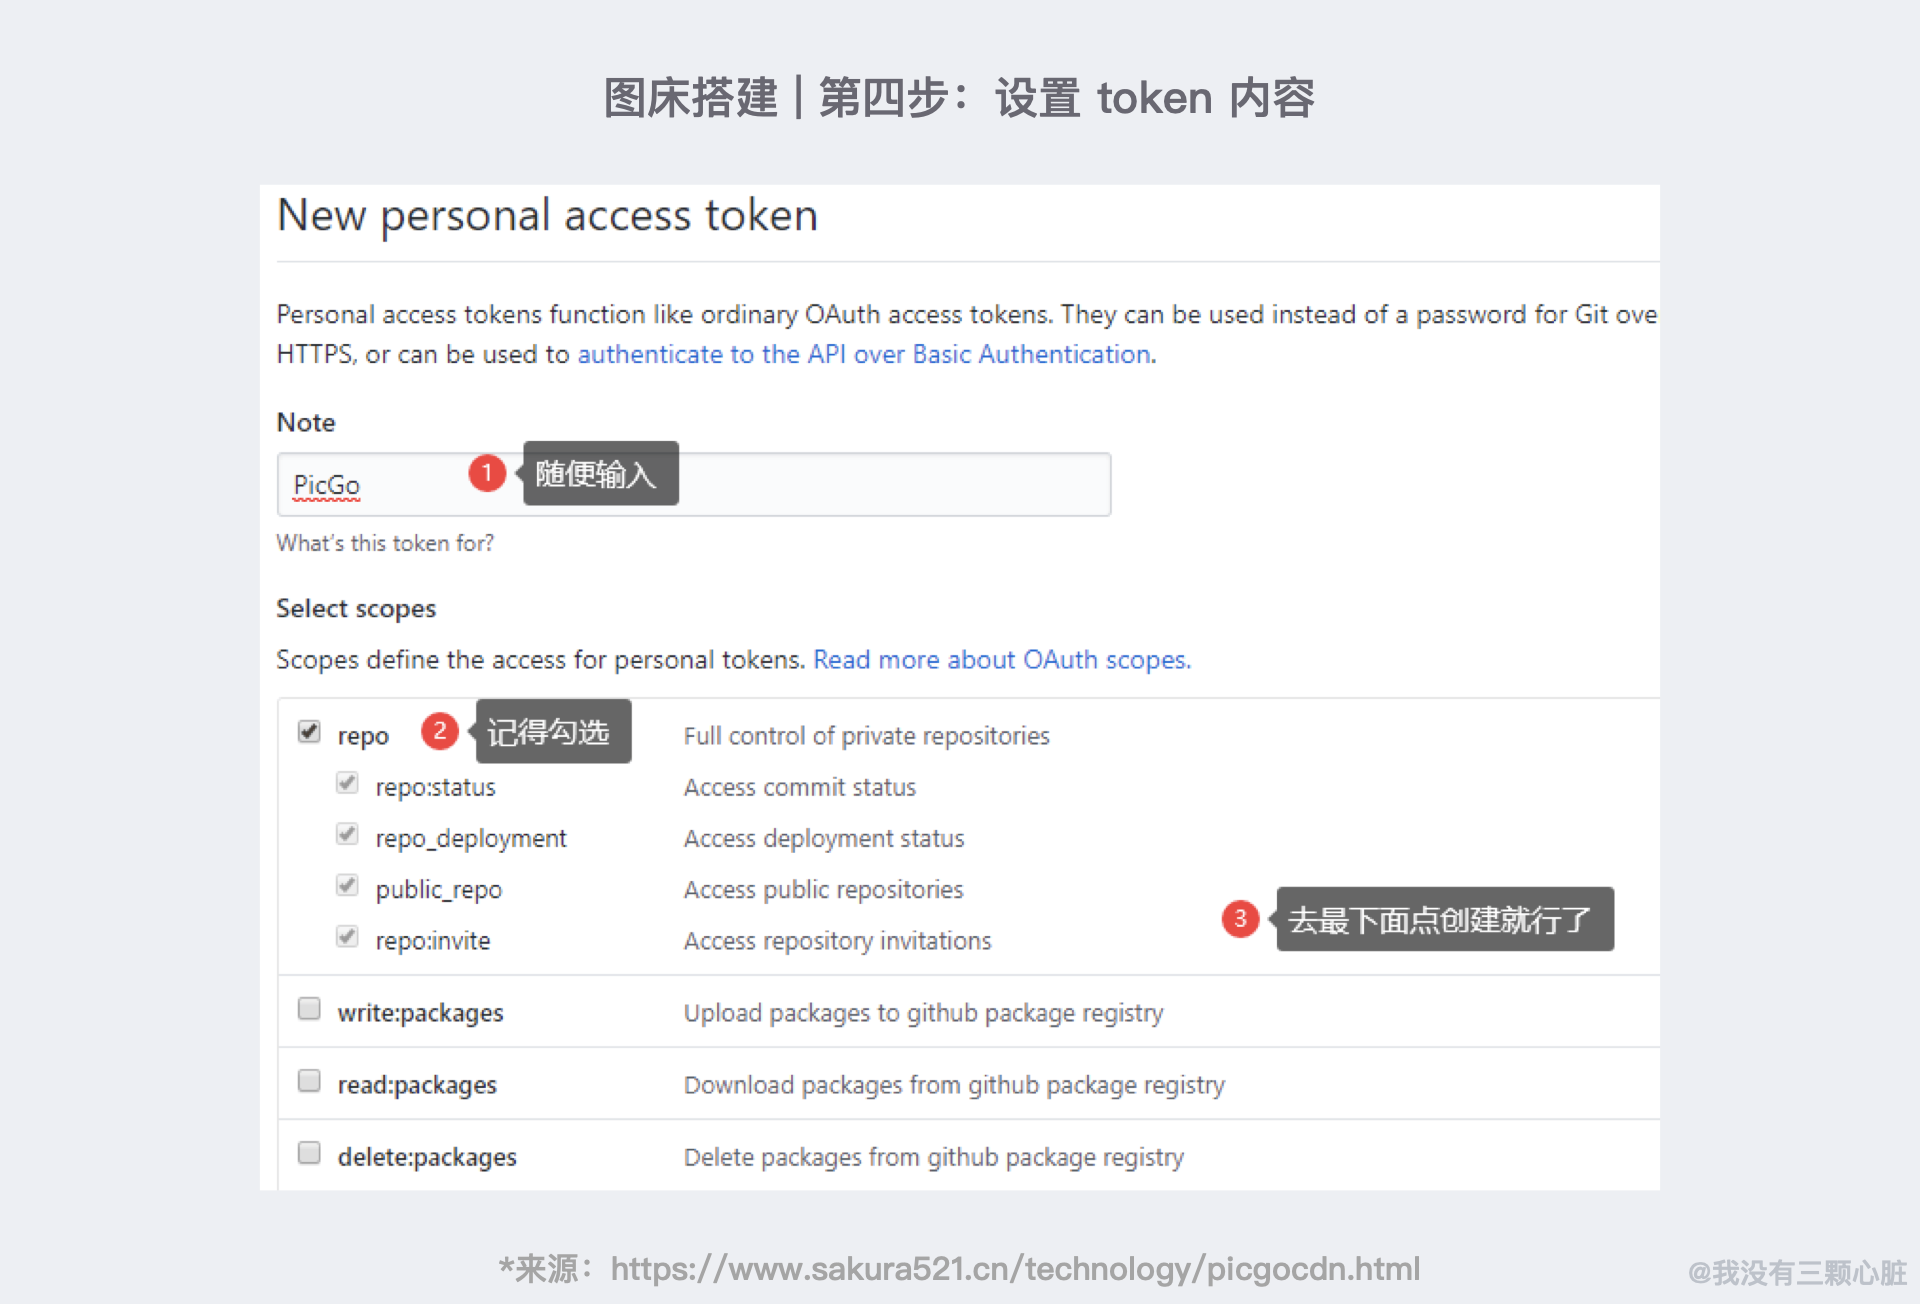 图床搭建 | 第四步：设置 token 内容
New personal access token
Personal access tokens function like ordinary OAuth access tokens. They can be used instead of a password for Git ove
HTTPS, or can be used to authenticate to the API over Basic Authentication.
Note
PicGo 1 随便输入
What's this token for?
Select scopes
Scopes define the access for personal tokens. Read more about OAuth scopes.
repo 2 记得勾选 Full control of private repositories
repo:status Access commit status
repo_deployment Access deployment status
public_repo Access public repositories
3 去最下面点创建就行了
repo:invite Access repository invitations
write:packages Upload packages to github package registry
read:packages Download packages from github package registry
delete:packages Delete packages from github package registry
*来源：https://www.sakura521.cn/technology/picgocdn.html
@我没有三颗心脏